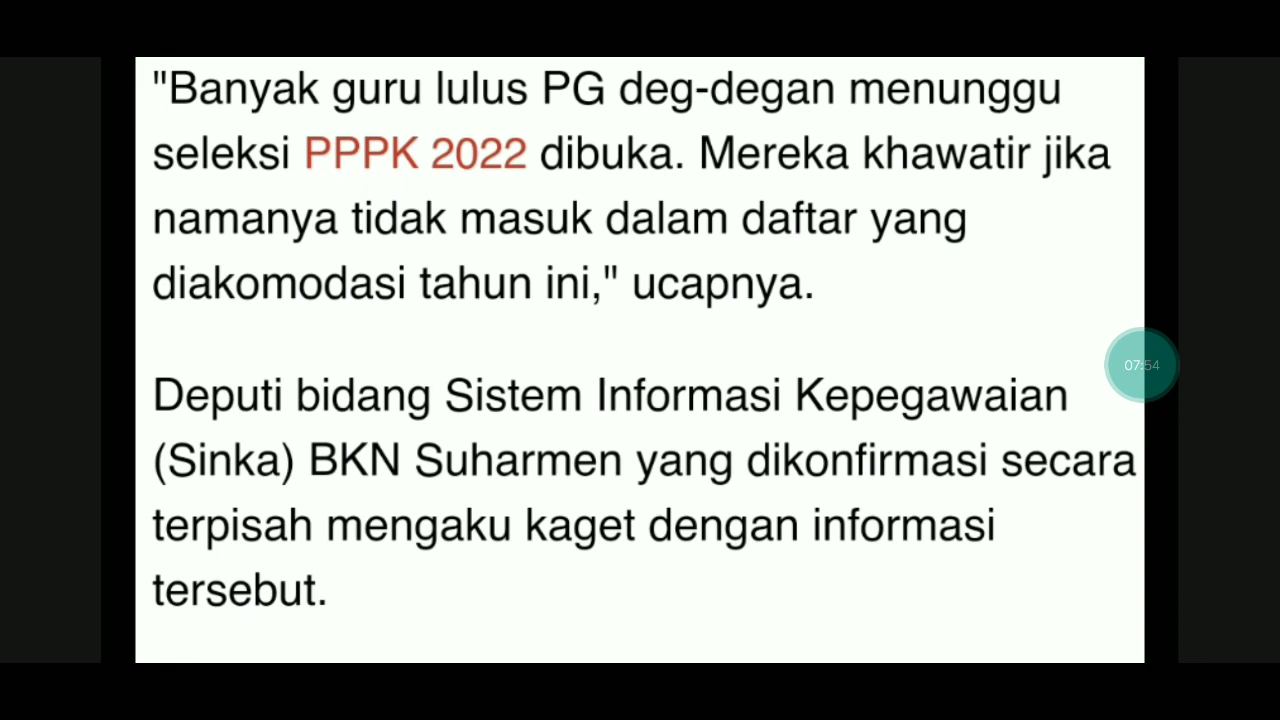 "Banyak guru lulus PG deg-degan menunggu
seleksi PPPK 2022 dibuka. Mereka khawatir jika
namanya tidak masuk dalam daftar yang
diakomodasi tahun ini," ucapnya.
Deputi bidang Sistem Informasi Kepegawaian
(Sinka) BKN Suharmen yang dikonfirmasi secara
terpisah mengaku kaget dengan informasi
tersebut.
07:54